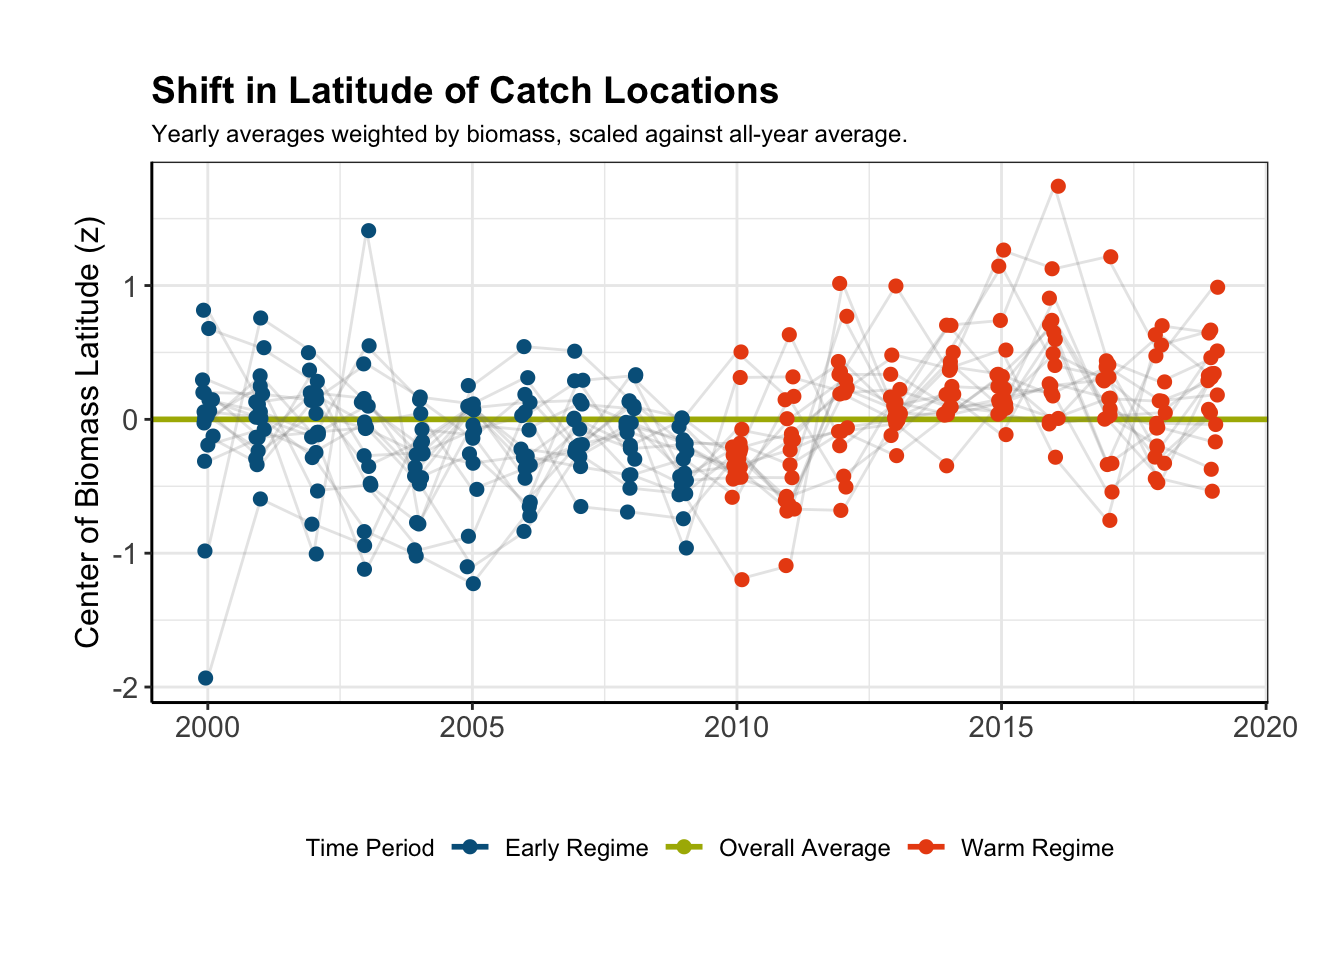 Shift in Latitude of Catch Locations
Yearly averages weighted by biomass, scaled against all-year average.
Center of Biomass Latitude (z)
1
0
-1
-2
2000 2005 2010 2015 2020
Time Period Early Regime Overall Average Warm Regime